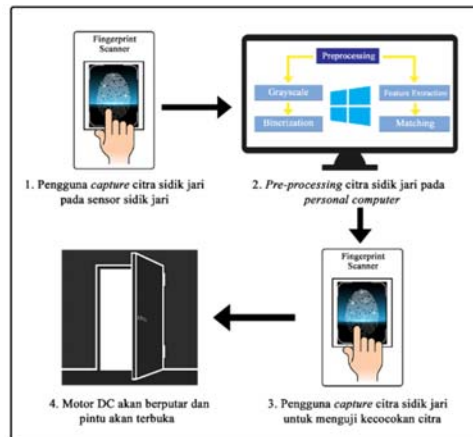 Fingerprint
Scanner
1. Pengguna capture citra sidik jari
pada sensor sidik jari
Preprocessing
Grayscale
Binerization
Feature Extraction
Matching
2. Pre-processing citra sidik jari pada
personal computer
Fingerprint
Scanner
3. Pengguna capture citra sidik jari
untuk menguji kecocokan citra
4. Motor DC akan berputar dan
pintu akan terbuka